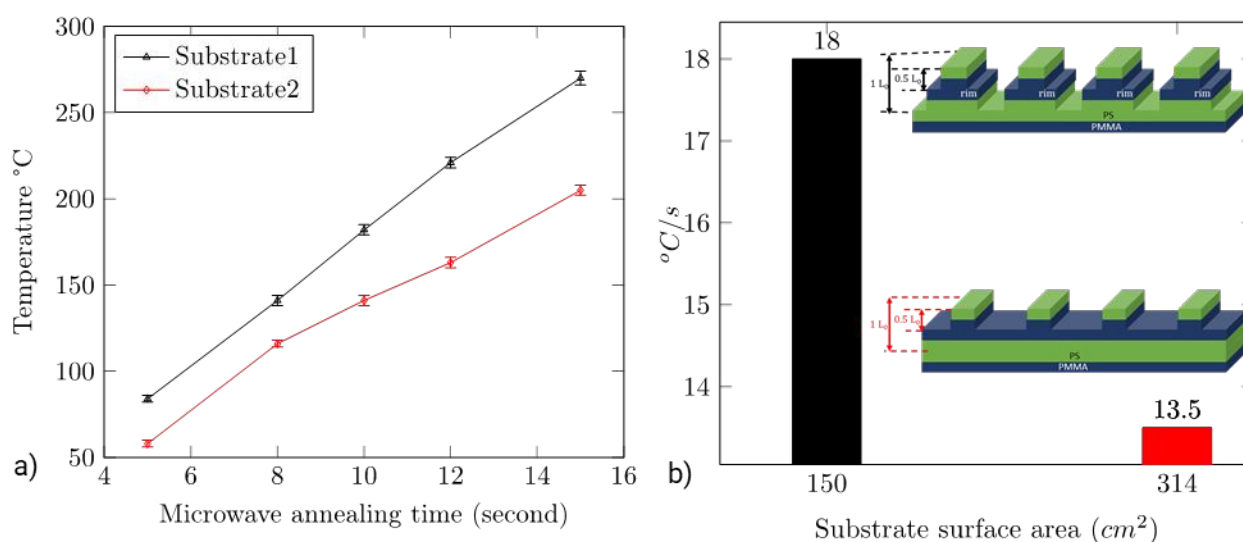 300
250
200
150
100
50
Temperature °C
Substrate1
Substrate2
4
6
8
10
12
14
16
Microwave annealing time (second)
a)
18
17
16
15
14
°C/s
18
13.5
150
314
Substrate surface area (cm²)
b)
1 L₀
0.5 L₀
rim
rim
rim
rim
PS
PMMA
1 L₀
0.5 L₀
PS
PMMA